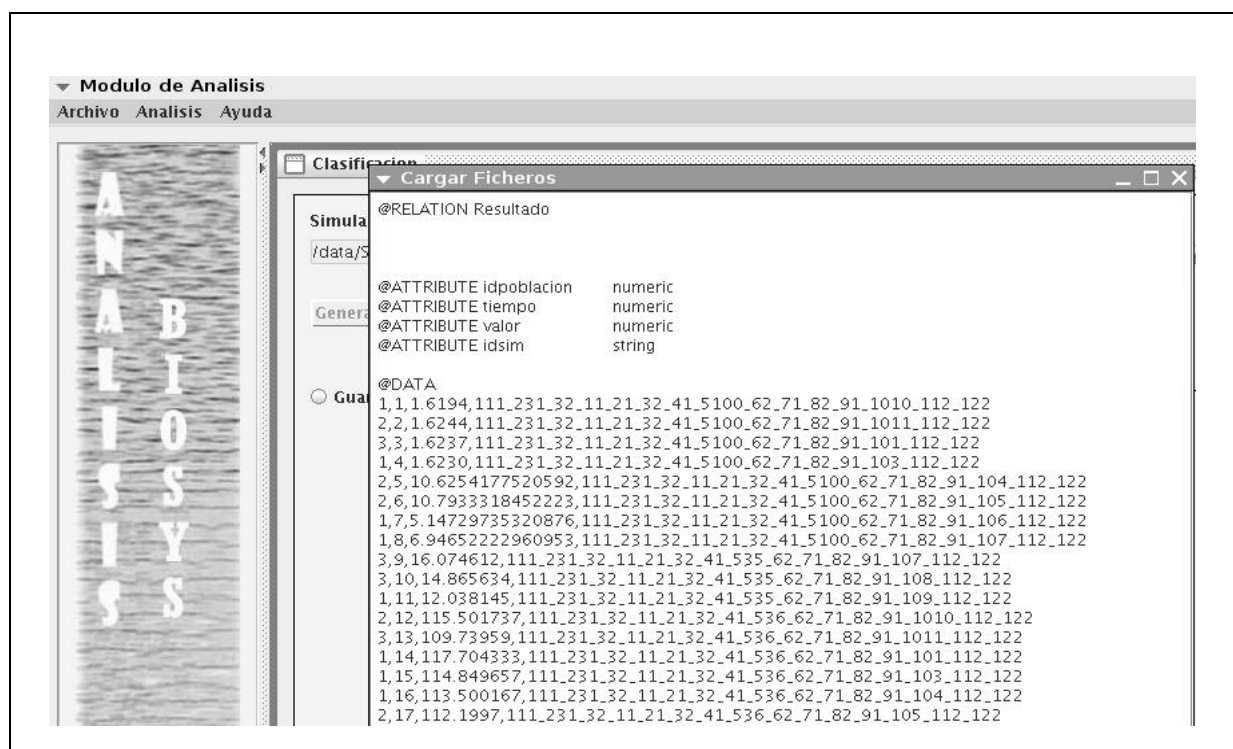 Modulo de Analisis
Archivo Analisis Ayuda
ANALISIS
BIOSYS
Clasificacion
Cargar Ficheros
Simula
/data/S
Genera
Gua
@RELATION Resultado
@ATTRIBUTE idpoblacion numeric
@ATTRIBUTE tiempo numeric
@ATTRIBUTE valor numeric
@ATTRIBUTE idsim string
@DATA
1,1,1.6194,111_231_32_11_21_32_41_5100_62_71_82_91_1010_112_122
2,2,1.6244,111_231_32_11_21_32_41_5100_62_71_82_91_1011_112_122
3,3,1.6237,111_231_32_11_21_32_41_5100_62_71_82_91_101_112_122
1,4,1.6230,111_231_32_11_21_32_41_5100_62_71_82_91_103_112_122
2,5,10.6254177520592,111_231_32_11_21_32_41_5100_62_71_82_91_104_112_122
2,6,10.7933318452223,111_231_32_11_21_32_41_5100_62_71_82_91_105_112_122
1,7,5.14729735320876,111_231_32_11_21_32_41_5100_62_71_82_91_106_112_122
1,8,6.94652222960953,111_231_32_11_21_32_41_5100_62_71_82_91_107_112_122
3,9,16.074612,111_231_32_11_21_32_41_535_62_71_82_91_107_112_122
3,10,14.865634,111_231_32_11_21_32_41_535_62_71_82_91_108_112_122
1,11,12.038145,111_231_32_11_21_32_41_535_62_71_82_91_109_112_122
2,12,115.501737,111_231_32_11_21_32_41_536_62_71_82_91_1010_112_122
3,13,109.73959,111_231_32_11_21_32_41_536_62_71_82_91_1011_112_122
1,14,117.704333,111_231_32_11_21_32_41_536_62_71_82_91_101_112_122
1,15,114.849657,111_231_32_11_21_32_41_536_62_71_82_91_103_112_122
1,16,113.500167,111_231_32_11_21_32_41_536_62_71_82_91_104_112_122
2,17,112.1997,111_231_32_11_21_32_41_536_62_71_82_91_105_112_122